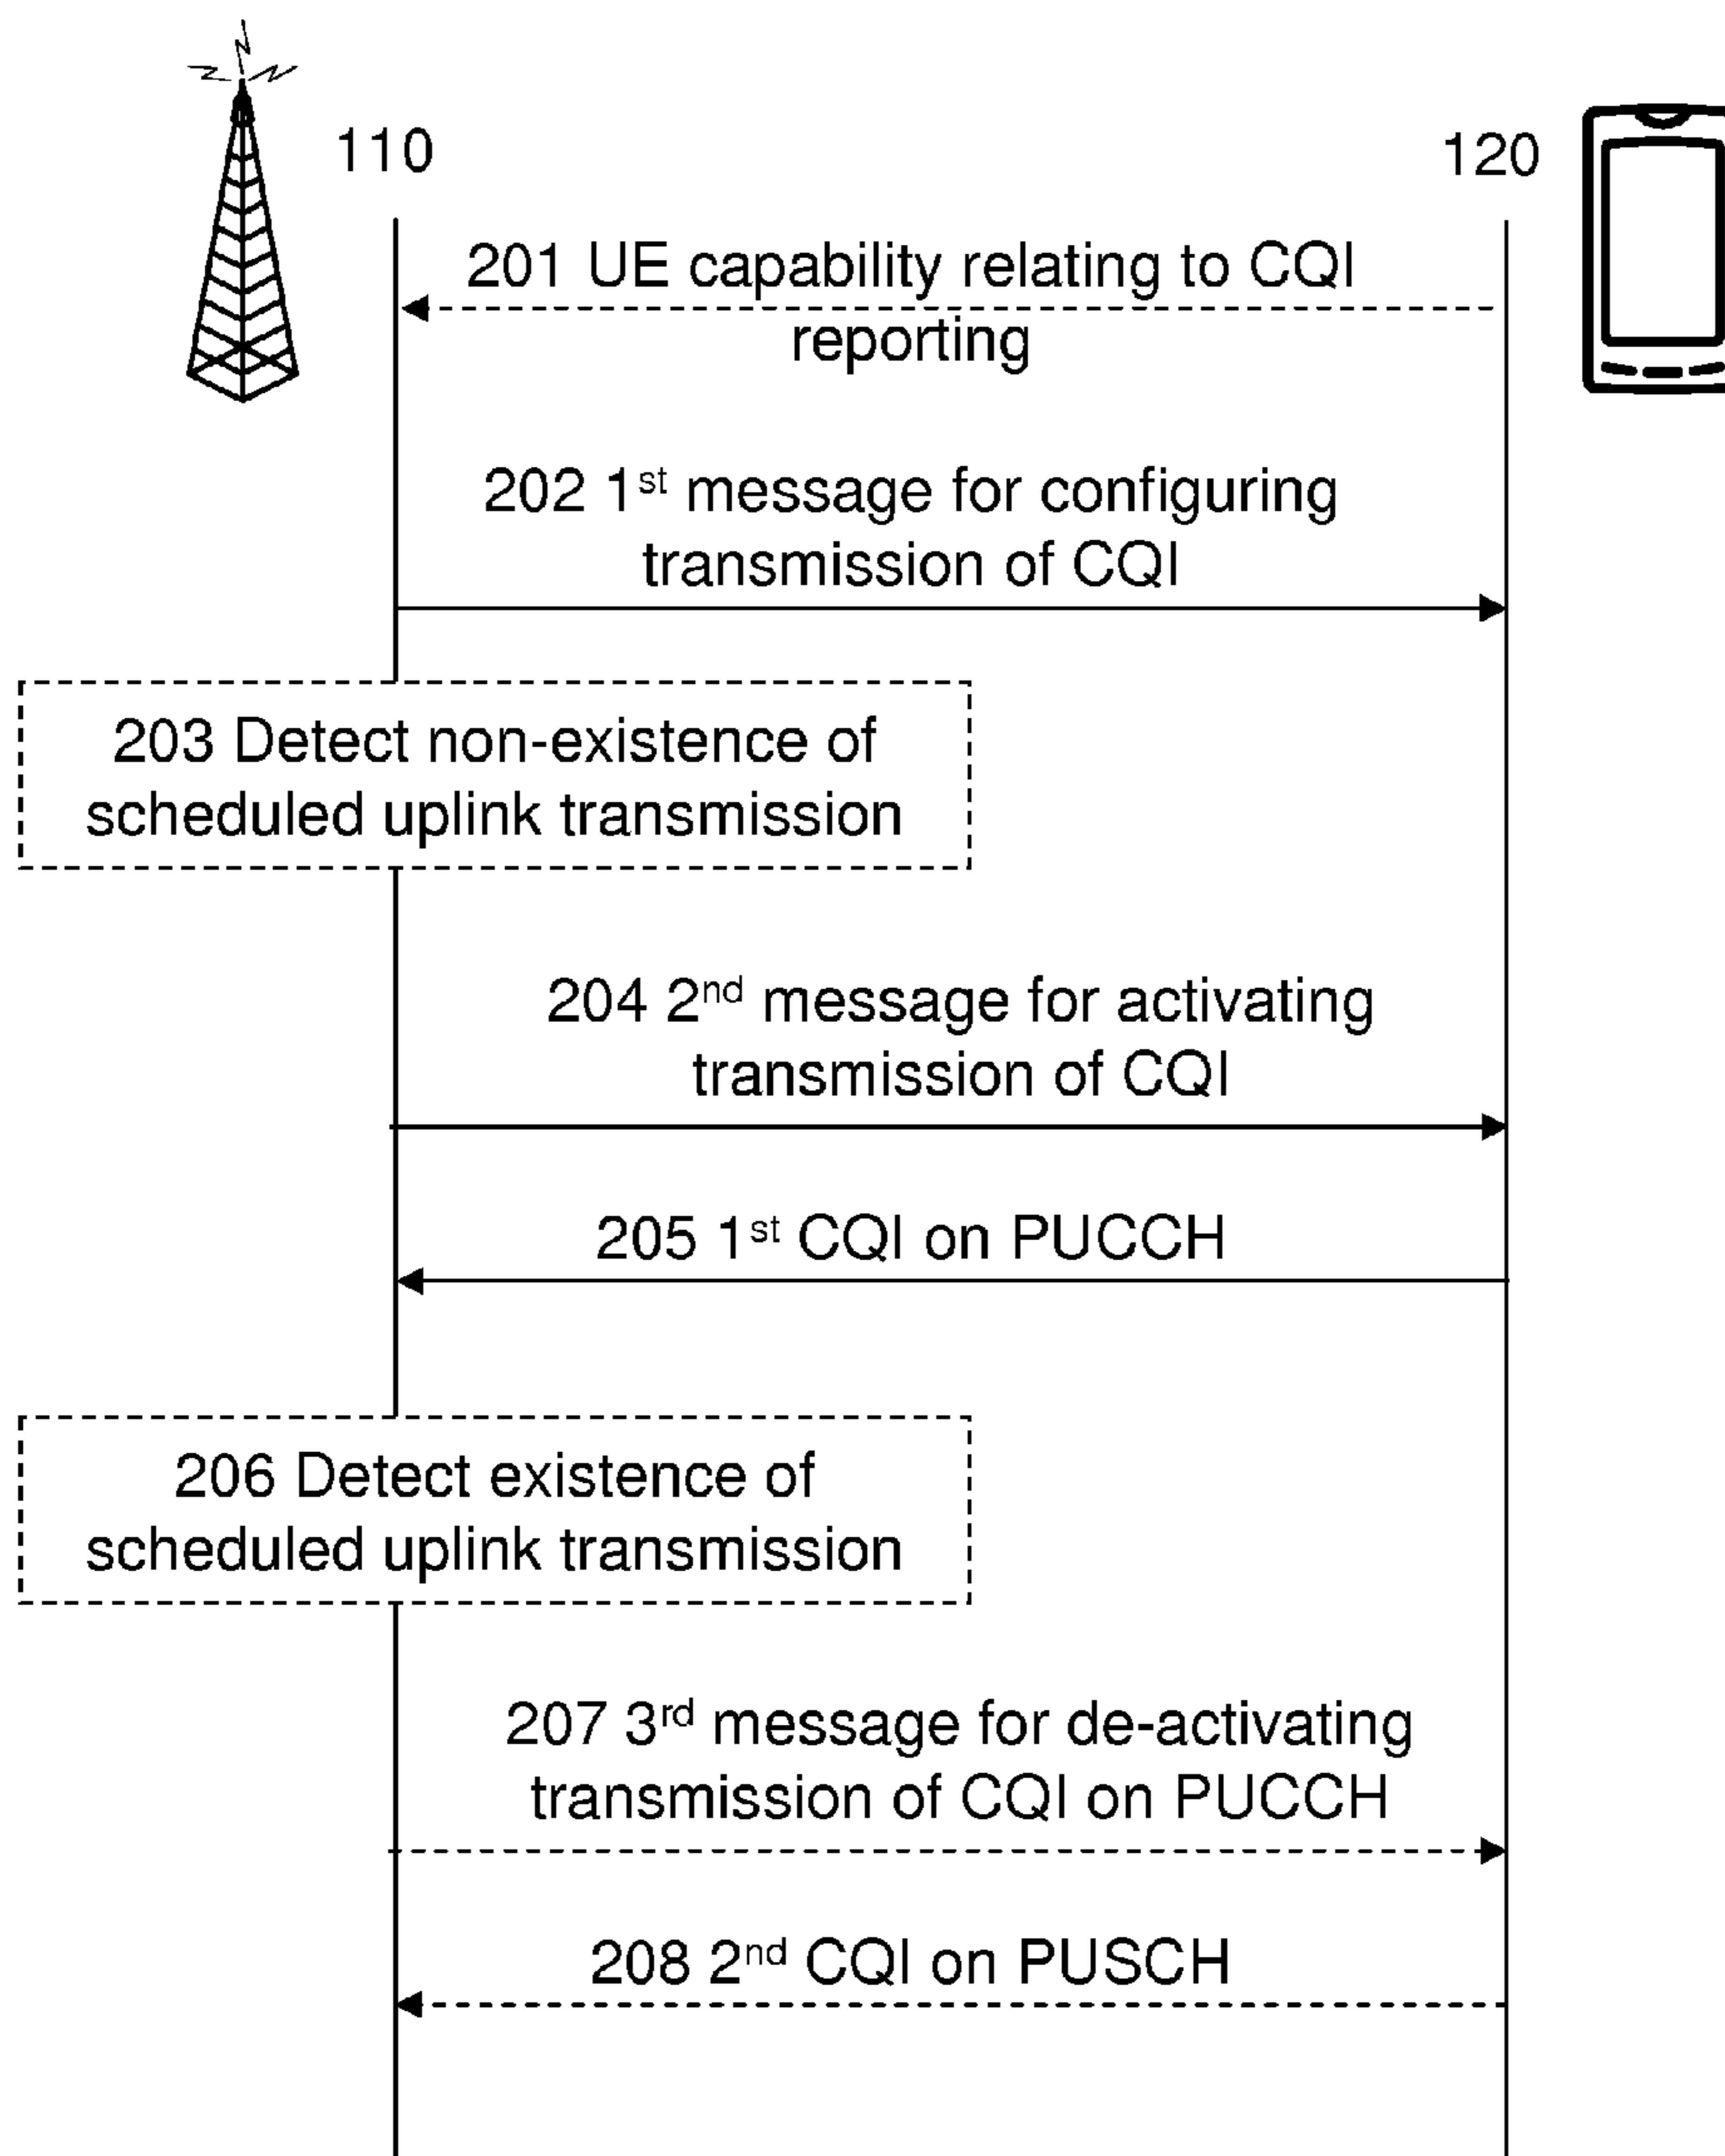 110
120
201 UE capability relating to CQI
reporting
202 1st message for configuring
transmission of CQI
203 Detect non-existence of
scheduled uplink transmission
204 2nd message for activating
transmission of CQI
205 1st CQI on PUCCH
206 Detect existence of
scheduled uplink transmission
207 3rd message for de-activating
transmission of CQI on PUCCH
208 2nd CQI on PUSCH